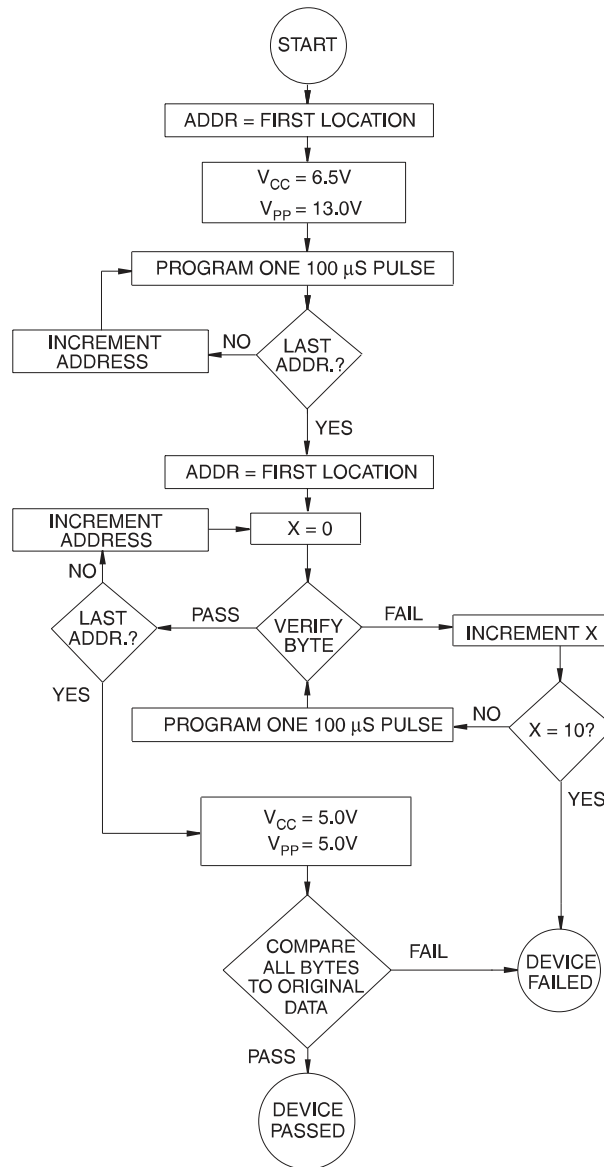 START
ADDR = FIRST LOCATION
VCC = 6.5V
VPP = 13.0V
PROGRAM ONE 100 μS PULSE
INCREMENT
ADDRESS
NO
LAST
ADDR.?
YES
ADDR = FIRST LOCATION
INCREMENT
ADDRESS
X = 0
NO
LAST
ADDR.?
PASS
VERIFY
BYTE
FAIL
INCREMENT X
YES
PROGRAM ONE 100 μS PULSE
NO
X = 10?
YES
VCC = 5.0V
VPP = 5.0V
COMPARE
ALL BYTES
TO ORIGINAL
DATA
FAIL
DEVICE
FAILED
PASS
DEVICE
PASSED